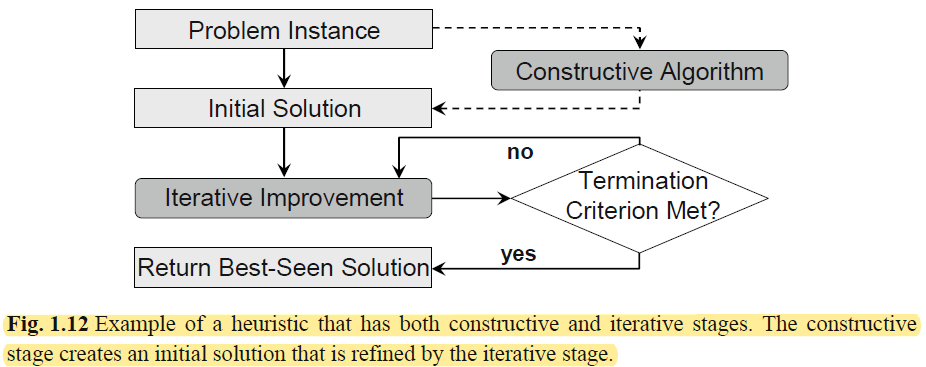 Problem Instance
Constructive Algorithm
Initial Solution
no
Iterative Improvement
Termination
Criterion Met?
yes
Return Best-Seen Solution
Fig. 1.12 Example of a heuristic that has both constructive and iterative stages. The constructive
stage creates an initial solution that is refined by the iterative stage.